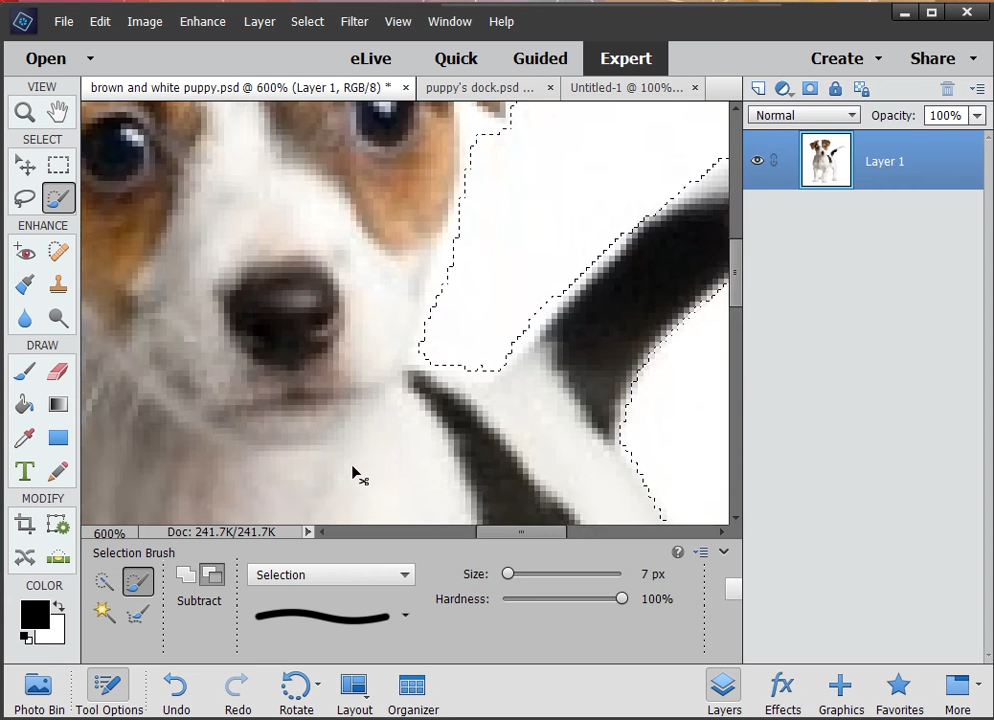 File Edit Image Enhance Layer Select Filter View Window Help
Open eLive Quick Guided Expert Create Share
VIEW
brown and white puppy.psd @ 600% (Layer 1, RGB/8) * × puppy's dock.psd ... × Untitled-1 @ 100%... ×
Normal Opacity: 100%
SELECT
Layer 1
ENHANCE
DRAW
T
MODIFY
600% Doc: 241.7K/241.7K
Selection Brush
COLOR
Selection Size: 7 px
Subtract Hardness: 100%
fx
Photo Bin Tool Options Undo Redo Rotate Layout Organizer Layers Effects Graphics Favorites More